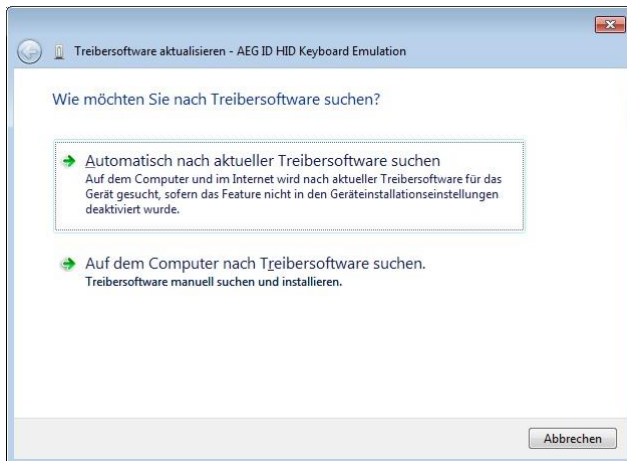 Treibersoftware aktualisieren - AEG ID HID Keyboard Emulation
Wie möchten Sie nach Treibersoftware suchen?
Automatisch nach aktueller Treibersoftware suchen
Auf dem Computer und im Internet wird nach aktueller Treibersoftware für das
Gerät gesucht, sofern das Feature nicht in den Geräteinstallationseinstellungen
deaktiviert wurde.
Auf dem Computer nach Treibersoftware suchen.
Treibersoftware manuell suchen und installieren.
Abbrechen